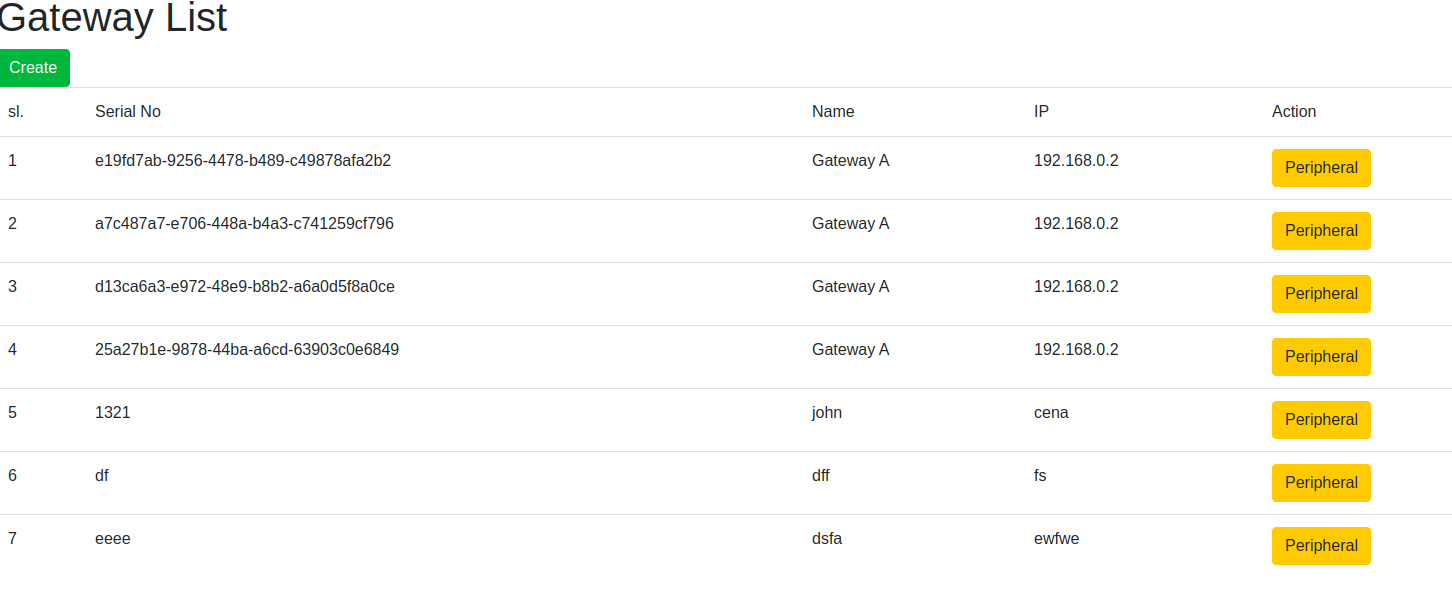 Gateway List
Create
sl. Serial No Name IP Action
1 e19fd7ab-9256-4478-b489-c49878afa2b2 Gateway A 192.168.0.2 Peripheral
2 a7c487a7-e706-448a-b4a3-c741259cf796 Gateway A 192.168.0.2 Peripheral
3 d13ca6a3-e972-48e9-b8b2-a6a0d5f8a0ce Gateway A 192.168.0.2 Peripheral
4 25a27b1e-9878-44ba-a6cd-63903c0e6849 Gateway A 192.168.0.2 Peripheral
5 1321 john cena Peripheral
6 df dff fs Peripheral
7 eeee dsfa ewfwe Peripheral